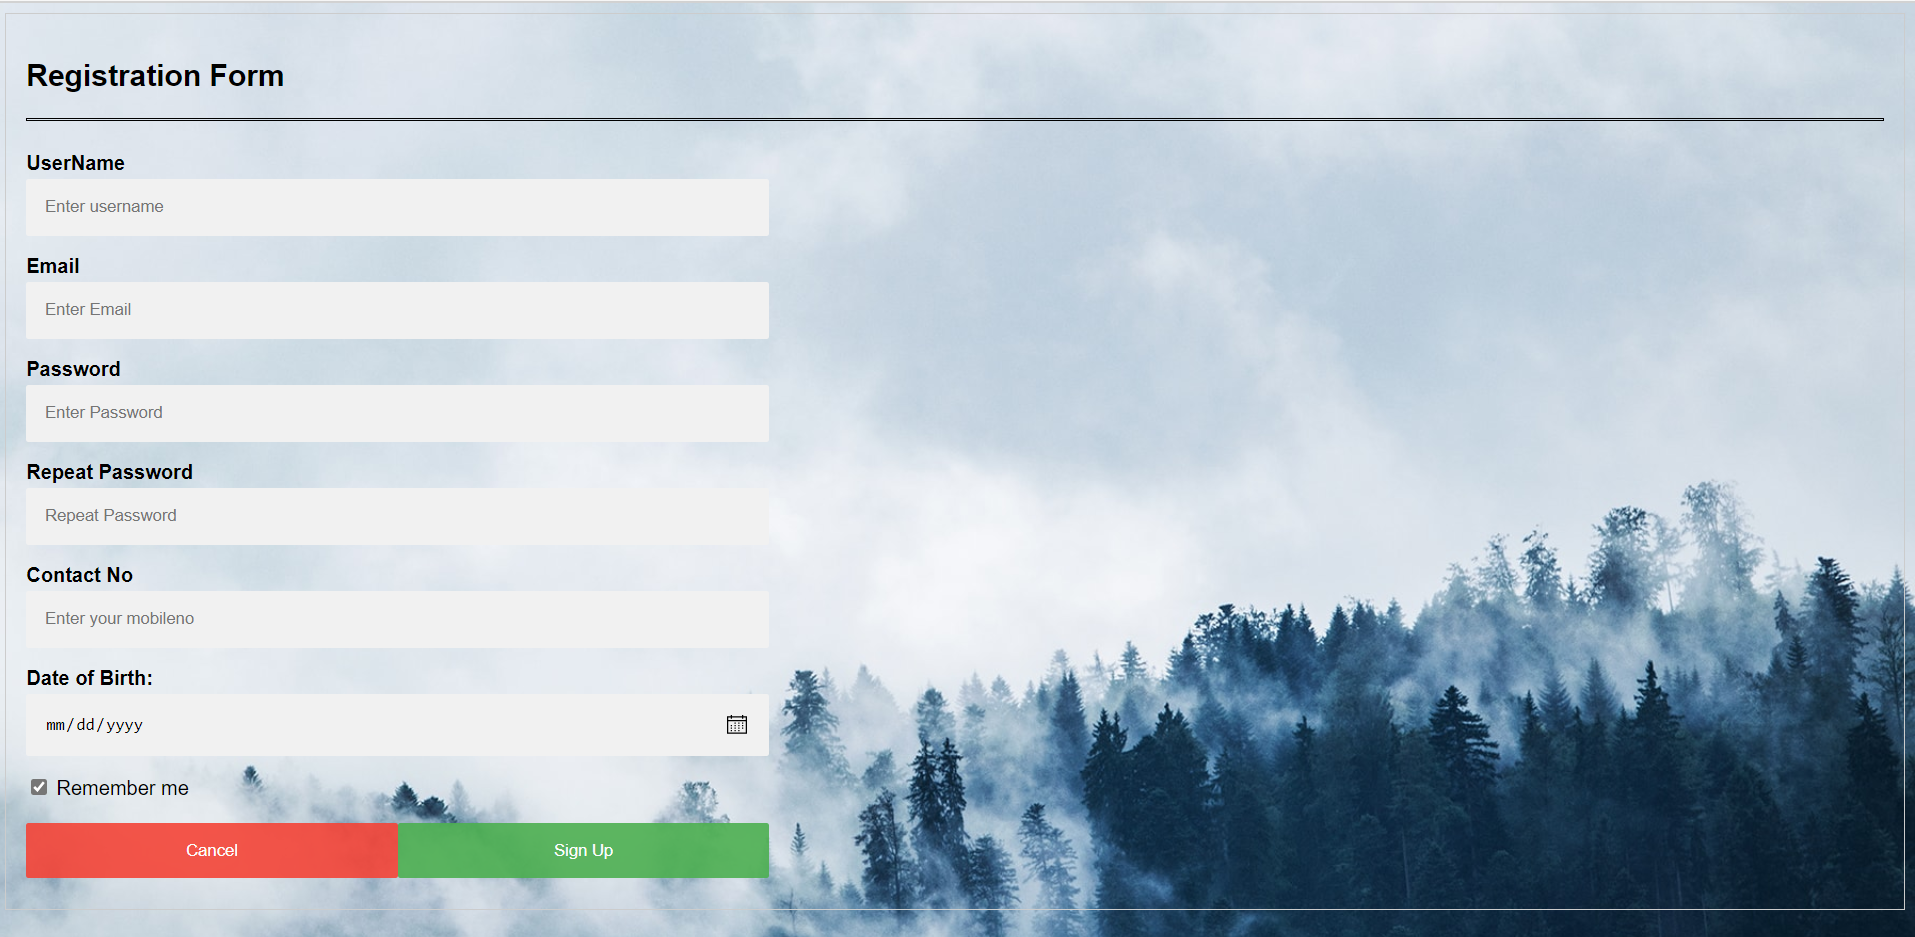 Registration Form
UserName
Enter username
Email
Enter Email
Password
Enter Password
Repeat Password
Repeat Password
Contact No
Enter your mobileno
Date of Birth:
mm/dd/yyyy
Remember me
Cancel Sign Up